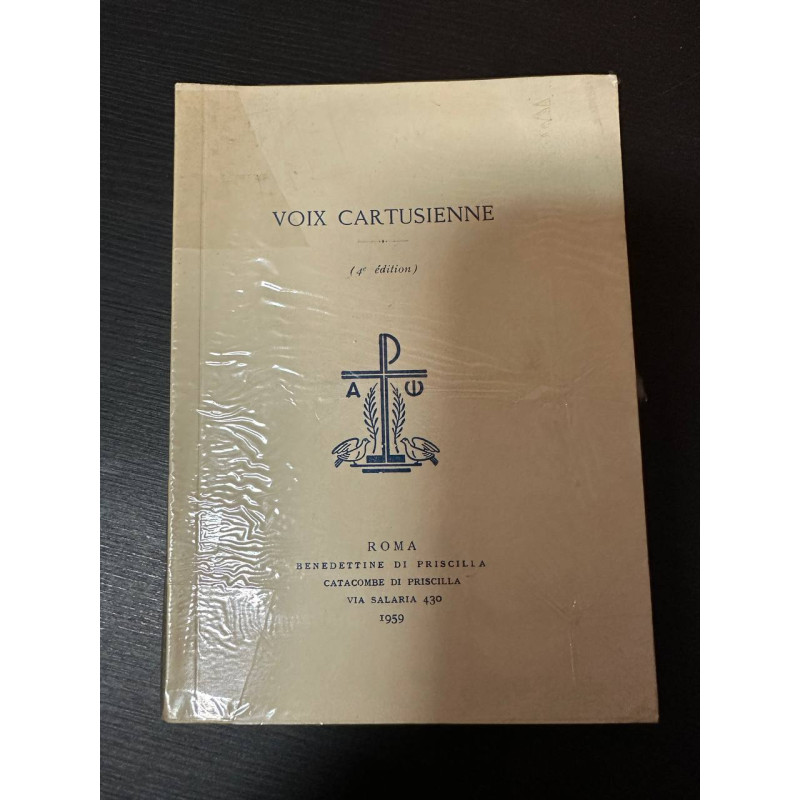 VOIX CARTUSIENNE
(4e édition)
A ω
ROMA
BENEDETTINE DI PRISCILLA
CATACOMBE DI PRISCILLA
VIA SALARIA 430
1959